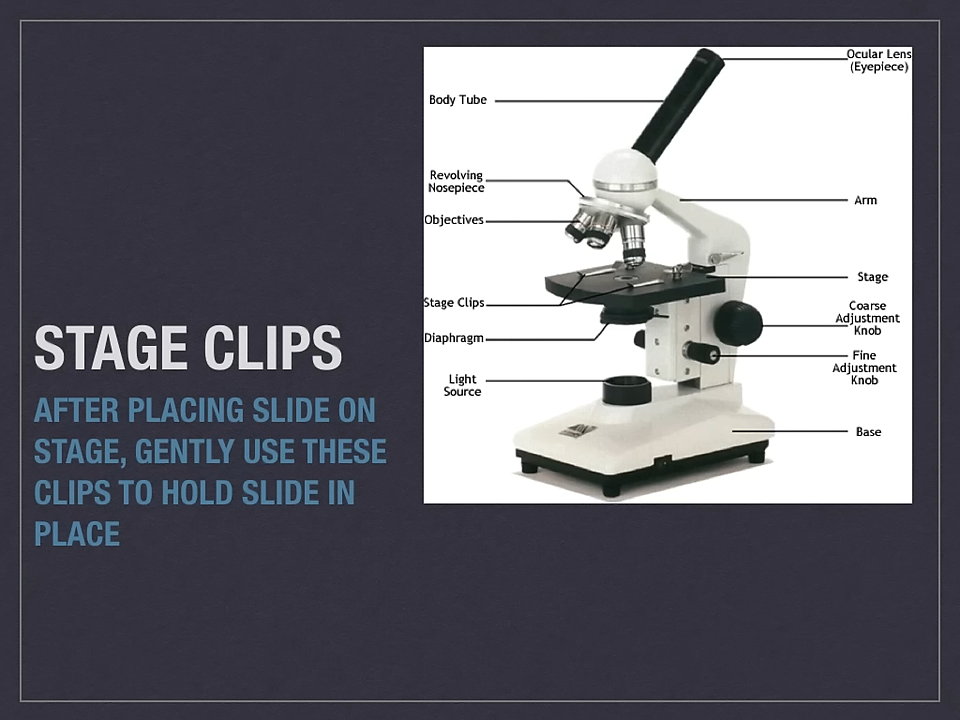 STAGE CLIPS
AFTER PLACING SLIDE ON
STAGE, GENTLY USE THESE
CLIPS TO HOLD SLIDE IN
PLACE
Ocular Lens
(Eyepiece)
Body Tube
Revolving
Nosepiece
Arm
Objectives
Stage
Stage Clips
Coarse
Adjustment
Knob
Diaphragm
Fine
Adjustment
Knob
Light
Source
Base